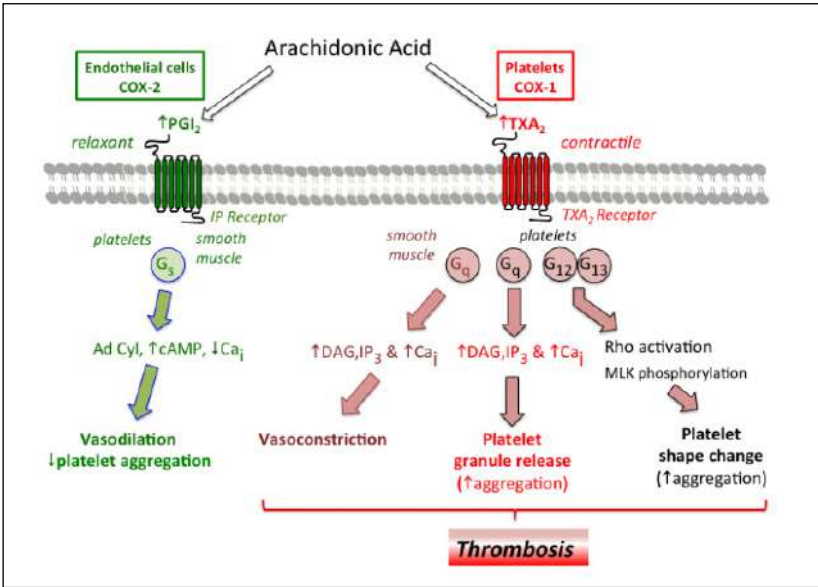 Arachidonic Acid
Endothelial cells
COX-2
Platelets
COX-1
↑PGI₂
↑TXA₂
relaxant
contractile
IP Receptor
TXA₂ Receptor
platelets
smooth
muscle
smooth
muscle
platelets
Gₛ
G_q
G_q
G₁₂
G₁₃
Ad Cyl, ↑cAMP, ↓Caᵢ
↑DAG,IP₃ & ↑Caᵢ
↑DAG,IP₃ & ↑Caᵢ
Rho activation
MLK phosphorylation
Vasodilation
↓platelet aggregation
Vasoconstriction
Platelet
granule release
(↑aggregation)
Platelet
shape change
(↑aggregation)
Thrombosis